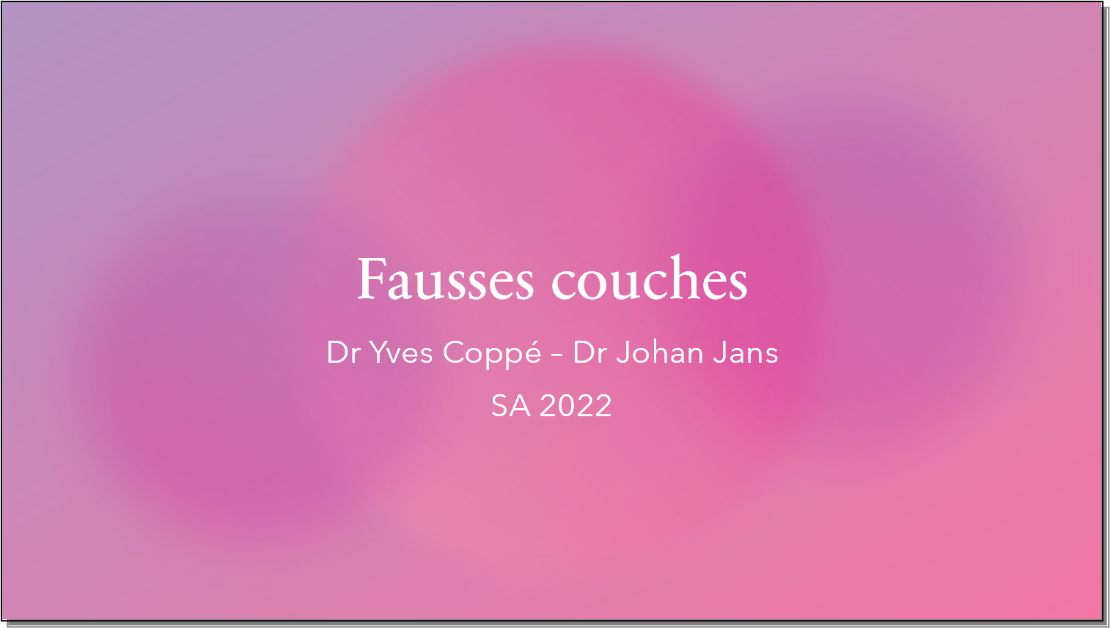 Fausses couches
Dr Yves Coppé – Dr Johan Jans
SA 2022